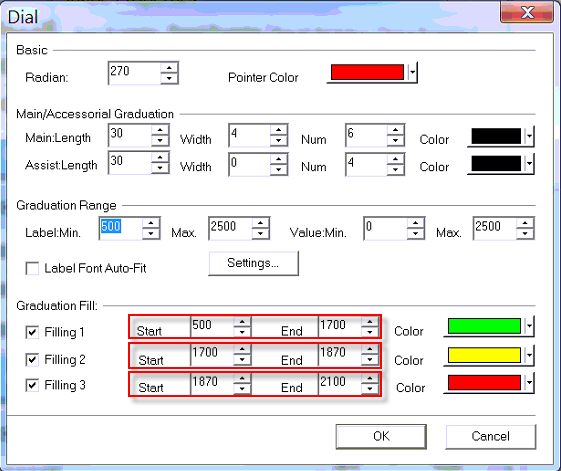 Dial
Basic
Radian: 270 Pointer Color
Main/Accessorial Graduation
Main:Length 30 Width 4 Num 6 Color
Assist:Length 30 Width 0 Num 4 Color
Graduation Range
Label:Min. 500 Max. 2500 Value:Min. 0 Max. 2500
Label Font Auto-Fit Settings...
Graduation Fill:
Filling 1 Start 500 End 1700 Color
Filling 2 Start 1700 End 1870 Color
Filling 3 Start 1870 End 2100 Color
OK Cancel